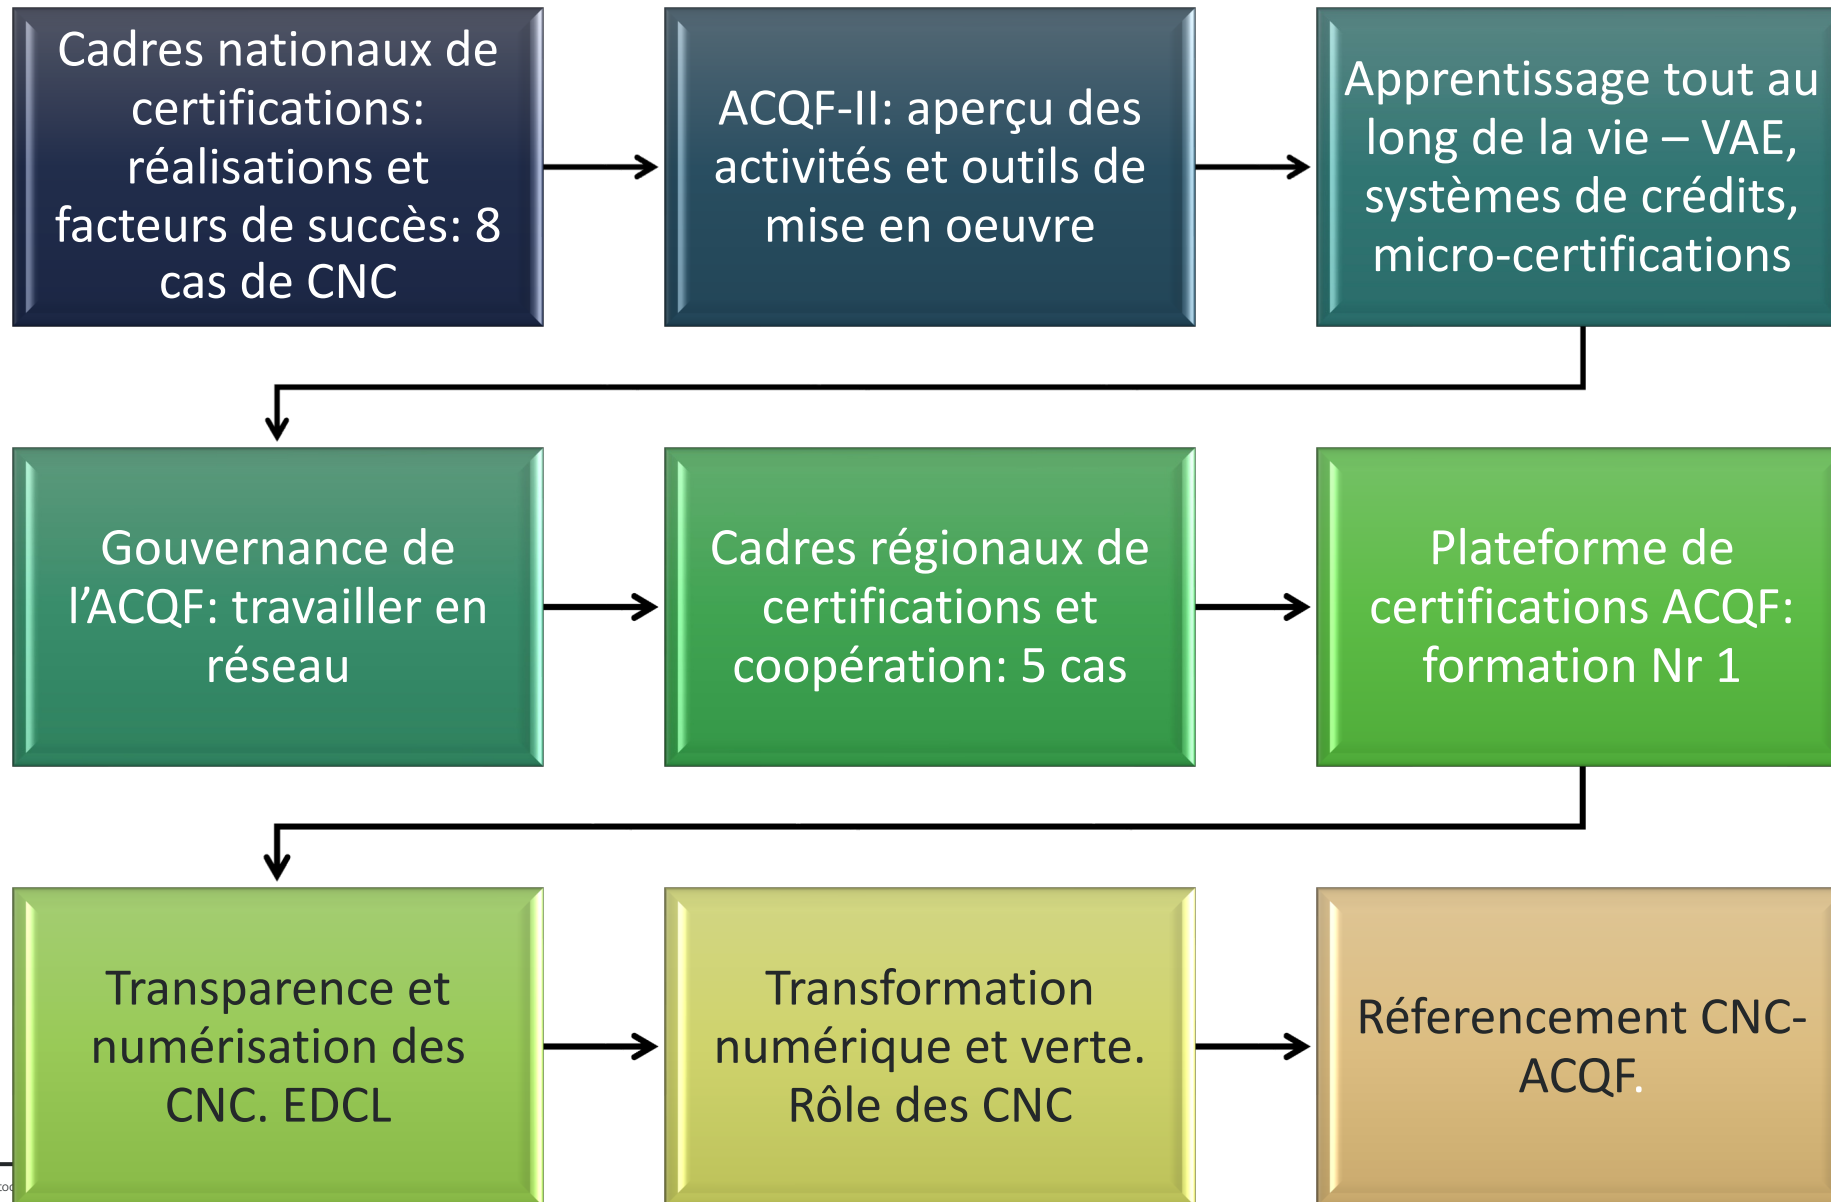 Cadres nationaux de
certifications:
réalisations et
facteurs de succès: 8
cas de CNC
ACQF-II: aperçu des
activités et outils de
mise en oeuvre
Apprentissage tout au
long de la vie – VAE,
systèmes de crédits,
micro-certifications
Gouvernance de
l’ACQF: travailler en
réseau
Cadres régionaux de
certifications et
coopération: 5 cas
Plateforme de
certifications ACQF:
formation Nr 1
Transparence et
numérisation des
CNC. EDCL
Transformation
numérique et verte.
Rôle des CNC
Réferencement CNC-
ACQF.